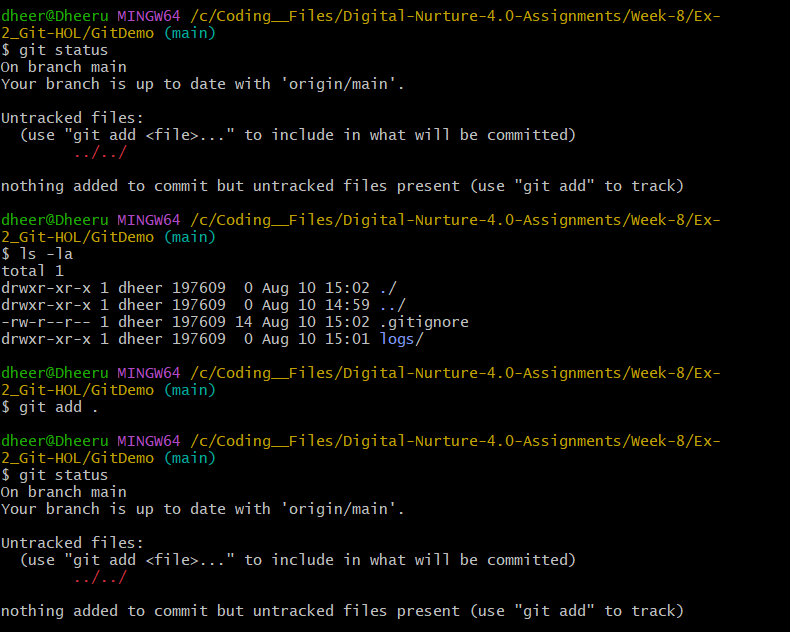 dheer@Dheeru MINGW64 /c/Coding__Files/Digital-Nurture-4.0-Assignments/Week-8/Ex-
2_Git-HOL/GitDemo (main)
$ git status
On branch main
Your branch is up to date with 'origin/main'.
Untracked files:
  (use "git add <file>..." to include in what will be committed)
        ../../
nothing added to commit but untracked files present (use "git add" to track)
dheer@Dheeru MINGW64 /c/Coding__Files/Digital-Nurture-4.0-Assignments/Week-8/Ex-
2_Git-HOL/GitDemo (main)
$ ls -la
total 1
drwxr-xr-x 1 dheer 197609  0 Aug 10 15:02 ./
drwxr-xr-x 1 dheer 197609  0 Aug 10 14:59 ../
-rw-r--r-- 1 dheer 197609 14 Aug 10 15:02 .gitignore
drwxr-xr-x 1 dheer 197609  0 Aug 10 15:01 logs/
dheer@Dheeru MINGW64 /c/Coding__Files/Digital-Nurture-4.0-Assignments/Week-8/Ex-
2_Git-HOL/GitDemo (main)
$ git add .
dheer@Dheeru MINGW64 /c/Coding__Files/Digital-Nurture-4.0-Assignments/Week-8/Ex-
2_Git-HOL/GitDemo (main)
$ git status
On branch main
Your branch is up to date with 'origin/main'.
Untracked files:
  (use "git add <file>..." to include in what will be committed)
        ../../
nothing added to commit but untracked files present (use "git add" to track)